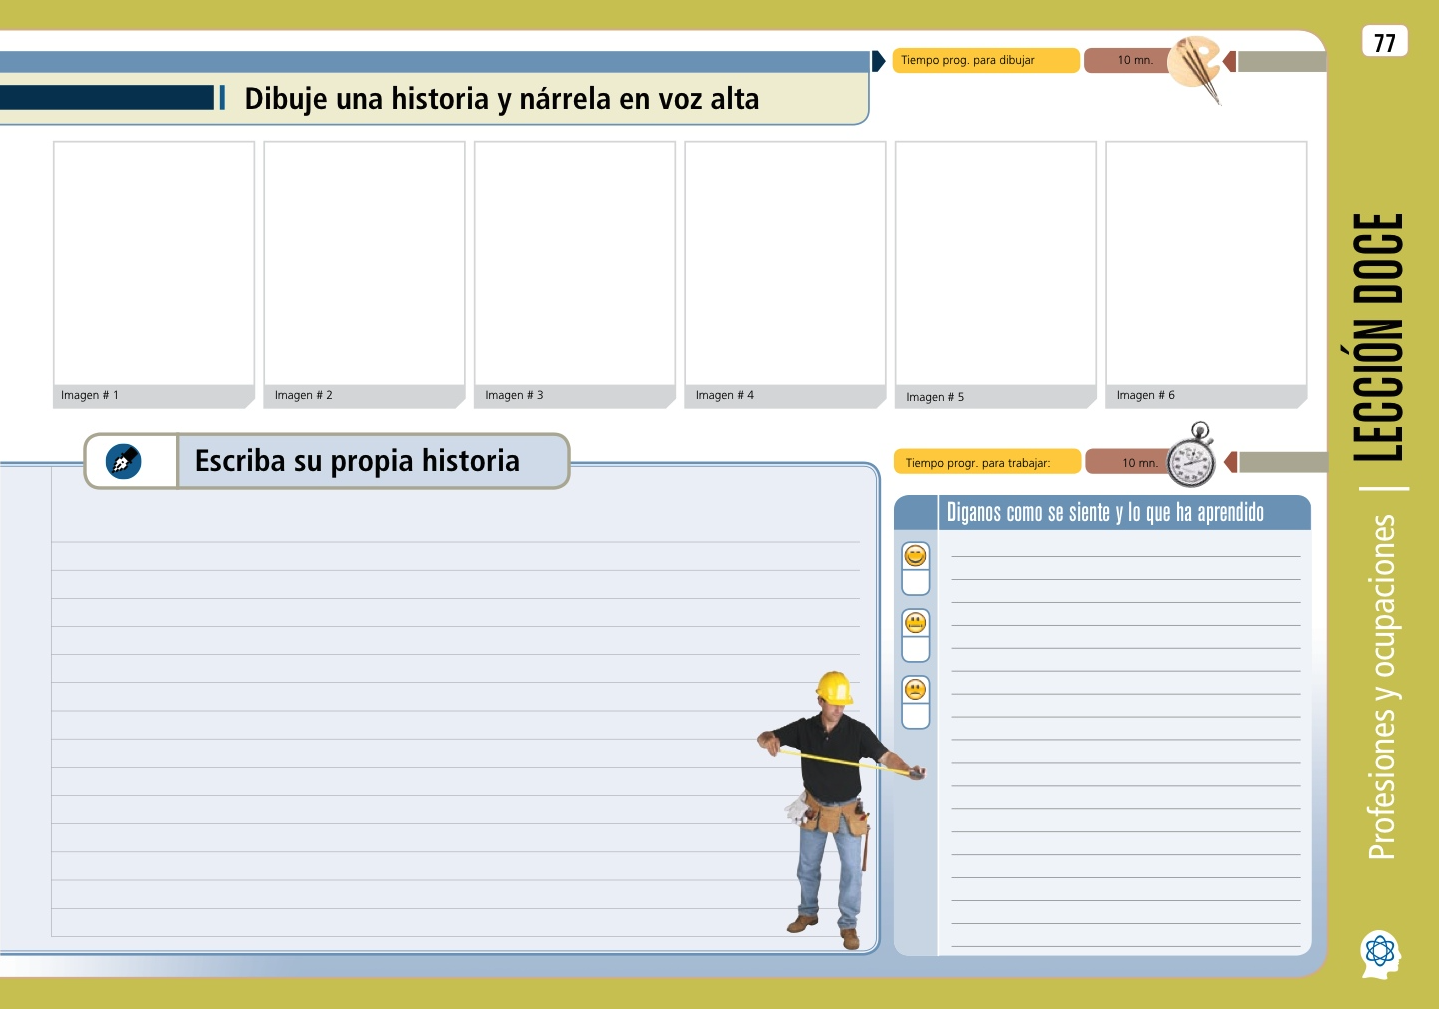 77
Tiempo prog. para dibujar
10 mn.
Dibuje una historia y nárrela en voz alta
Imagen # 1
Imagen # 2
Imagen # 3
Imagen # 4
Imagen # 5
Imagen # 6
Escriba su propia historia
Tiempo progr. para trabajar:
10 mn.
Diganos como se siente y lo que ha aprendido
LECCIÓN DOCE
Profesiones y ocupaciones